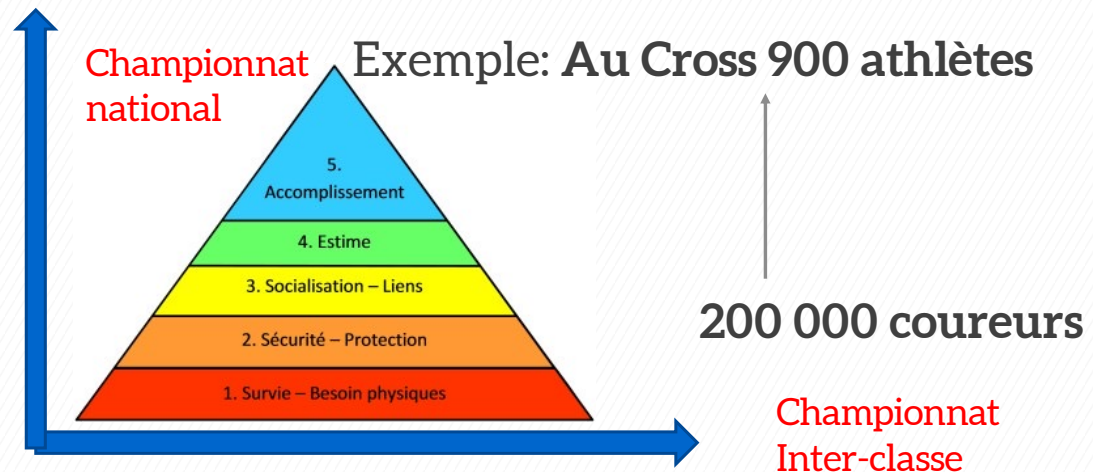 Championnat
national
Exemple: Au Cross 900 athlètes
5.
Accomplissement
4. Estime
3. Socialisation – Liens
2. Sécurité – Protection
1. Survie – Besoin physiques
200 000 coureurs
Championnat
Inter-classe